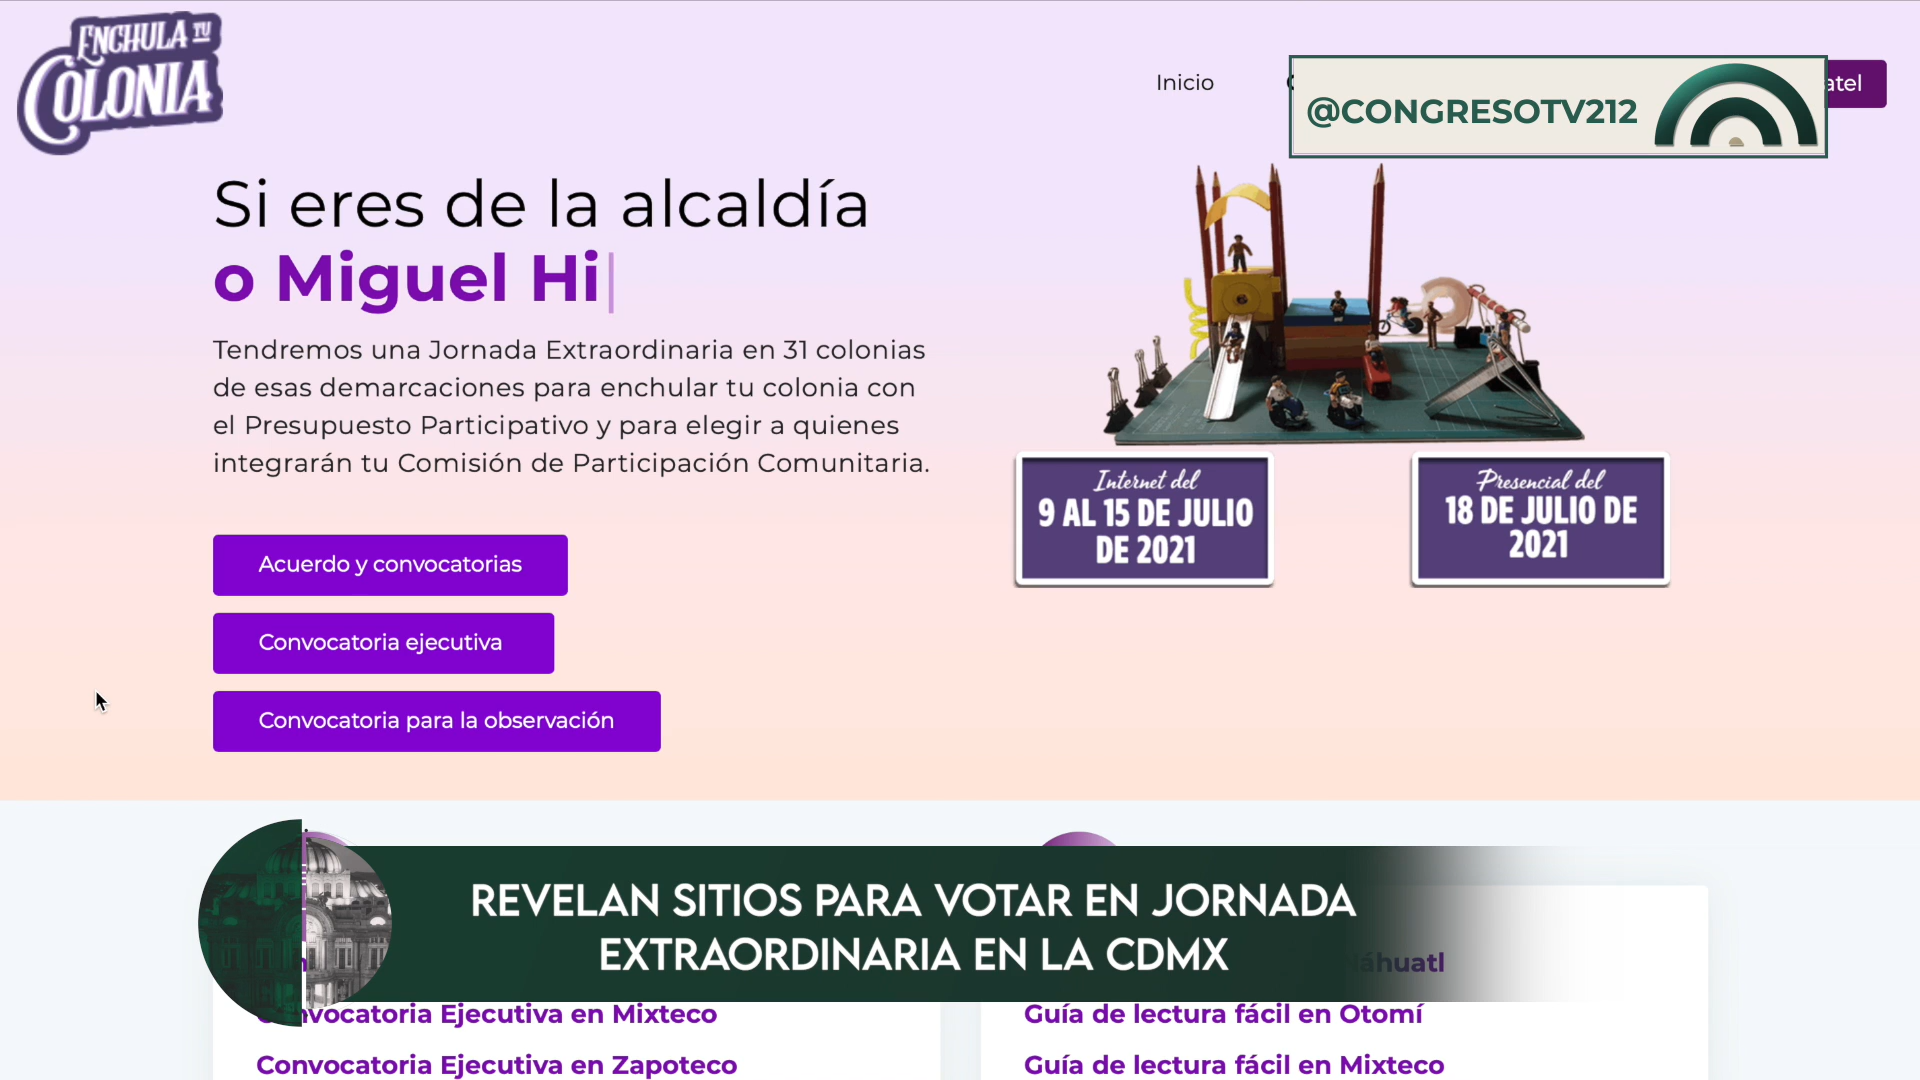 ENCHULA TU
COLONIA
Inicio
@CONGRESOTV212
atel
Si eres de la alcaldía
o Miguel Hi
Tendremos una Jornada Extraordinaria en 31 colonias
de esas demarcaciones para enchular tu colonia con
el Presupuesto Participativo y para elegir a quienes
integrarán tu Comisión de Participación Comunitaria.
Internet del
9 AL 15 DE JULIO
DE 2021
Presencial del
18 DE JULIO DE
2021
Acuerdo y convocatorias
Convocatoria ejecutiva
Convocatoria para la observación
REVELAN SITIOS PARA VOTAR EN JORNADA
EXTRAORDINARIA EN LA CDMX
áhuatl
Convocatoria Ejecutiva en Mixteco
Guía de lectura fácil en Otomí
Convocatoria Ejecutiva en Zapoteco
Guía de lectura fácil en Mixteco